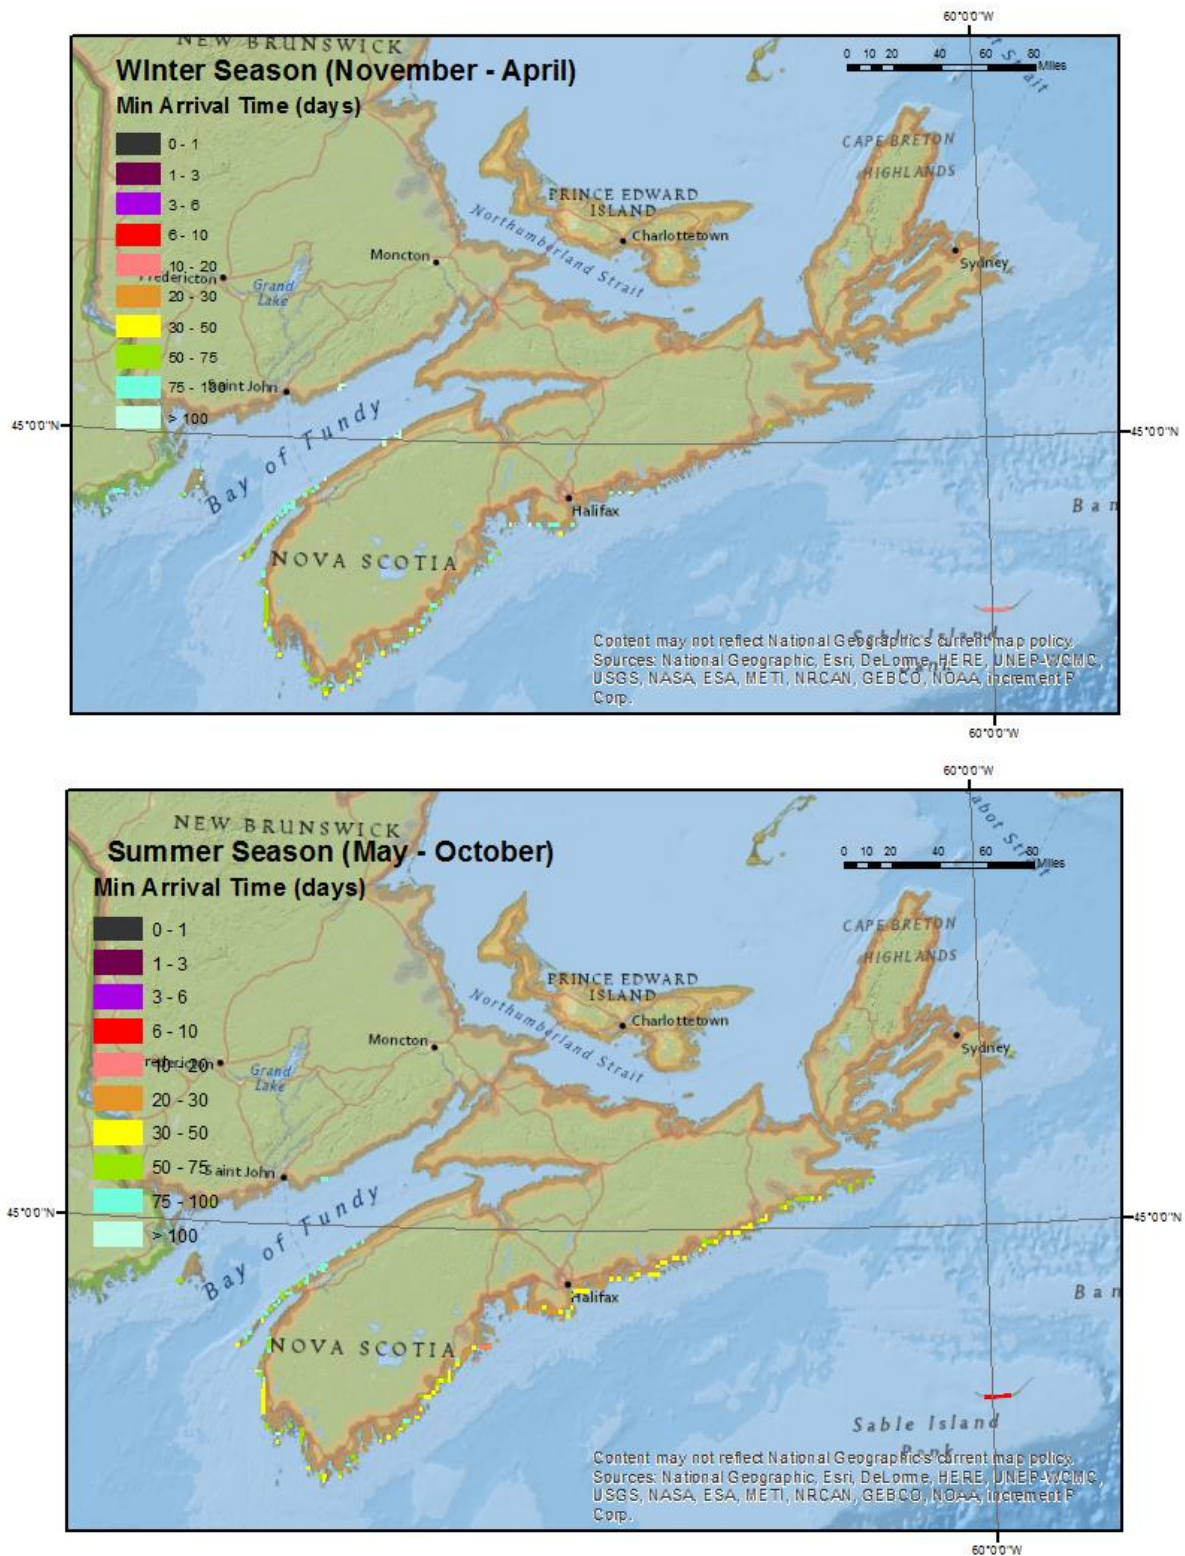 60°0'0"W
NEW BRUNSWICK
WInter Season (November - April)
0 10 20 40 60 80
Miles
Strait
Min Arrival Time (days)
0 - 1
1 - 3
3 - 6
6 - 10
10 - 20
20 - 30
30 - 50
50 - 75
75 - 100
> 100
CAPE BRETON
HIGHLANDS
PRINCE EDWARD
ISLAND
Charlottetown
Northumberland Strait
Moncton
Sydney
Fredericton
Grand
Lake
Saint John
45°0'0"N
45°0'0"N
Bay of Fundy
Halifax
Ban
NOVA SCOTIA
Sable Island
Bank
Content may not reflect National Geographic's current map policy.
Sources: National Geographic, Esri, DeLorme, HERE, UNEP-WCMC,
USGS, NASA, ESA, METI, NRCAN, GEBCO, NOAA, increment P
Corp.
60°0'0"W
60°0'0"W
NEW BRUNSWICK
Summer Season (May - October)
0 10 20 40 60 80
Miles
abot Strait
Min Arrival Time (days)
0 - 1
1 - 3
3 - 6
6 - 10
10 - 20
20 - 30
30 - 50
50 - 75
75 - 100
> 100
CAPE BRETON
HIGHLANDS
PRINCE EDWARD
ISLAND
Charlottetown
Northumberland Strait
Moncton
Sydney
redericton
Grand
Lake
Saint John
45°0'0"N
45°0'0"N
Bay of Fundy
Halifax
Ban
NOVA SCOTIA
Sable Island
Bank
Content may not reflect National Geographic's current map policy.
Sources: National Geographic, Esri, DeLorme, HERE, UNEP-WCMC,
USGS, NASA, ESA, METI, NRCAN, GEBCO, NOAA, increment P
Corp.
60°0'0"W